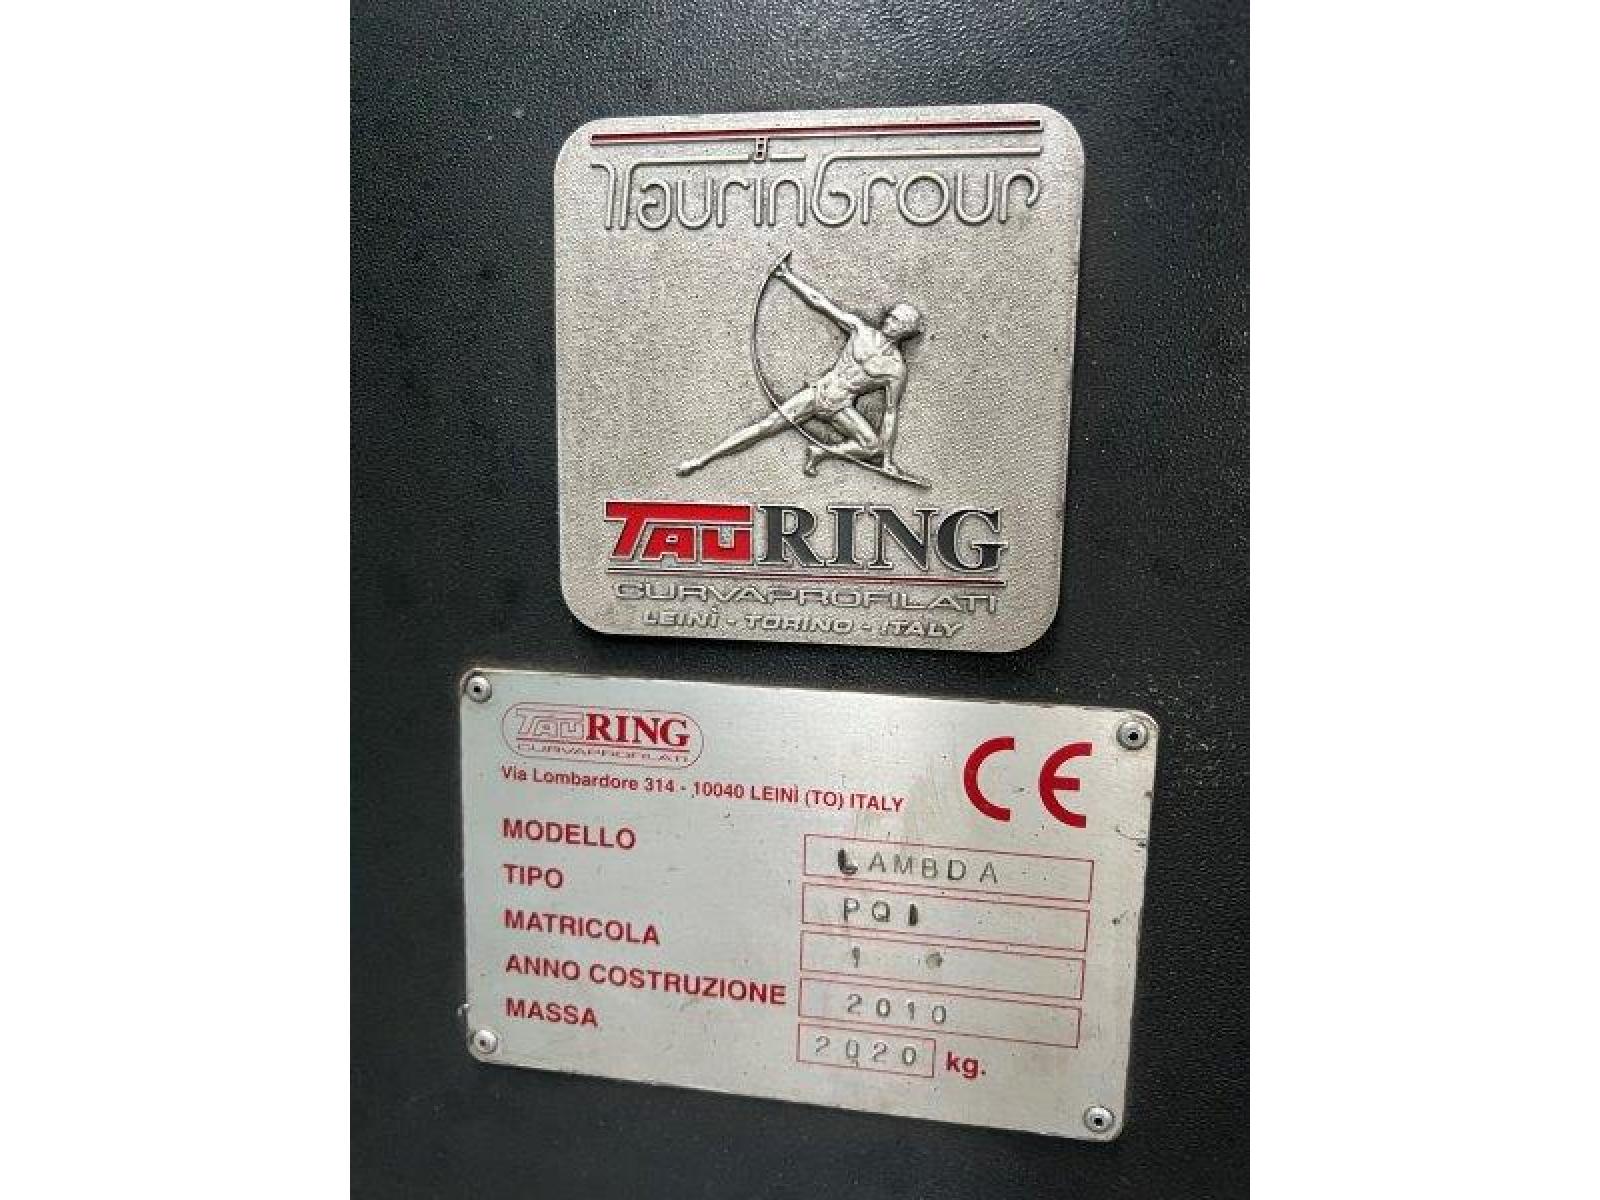 TaurinGroup
TAURING
CURVAPROFILATI
LEINÌ - TORINO - ITALY
TAURING
CURVAPROFILATI
Via Lombardore 314 - 10040 LEINÌ (TO) ITALY
CE
MODELLO LAMBDA
TIPO PQ1
MATRICOLA 1
ANNO COSTRUZIONE 2010
MASSA 2020 kg.